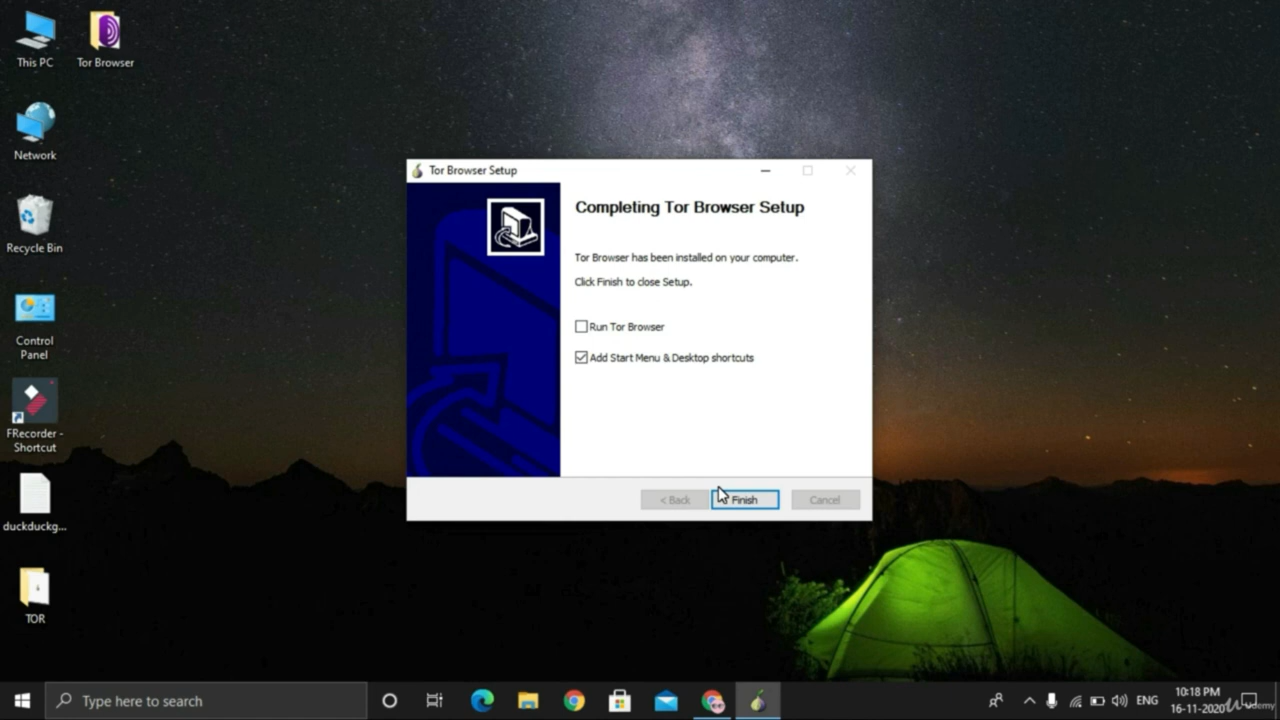 This PC
Tor Browser
Network
Recycle Bin
Control
Panel
FRecorder -
Shortcut
duckduckg...
TOR
Tor Browser Setup
Completing Tor Browser Setup
Tor Browser has been installed on your computer.
Click Finish to close Setup.
Run Tor Browser
Add Start Menu & Desktop shortcuts
< Back
Finish
Cancel
Type here to search
ENG
10:18 PM
16-11-2020